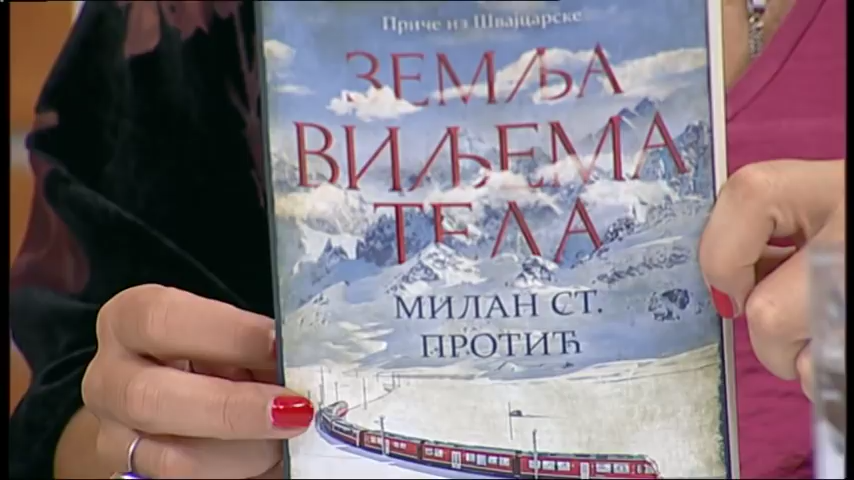 Приче из Швајцарске
ЗЕМЉА
ВИЉЕМА
ТЕЛА
МИЛАН СТ.
ПРОТИЋ